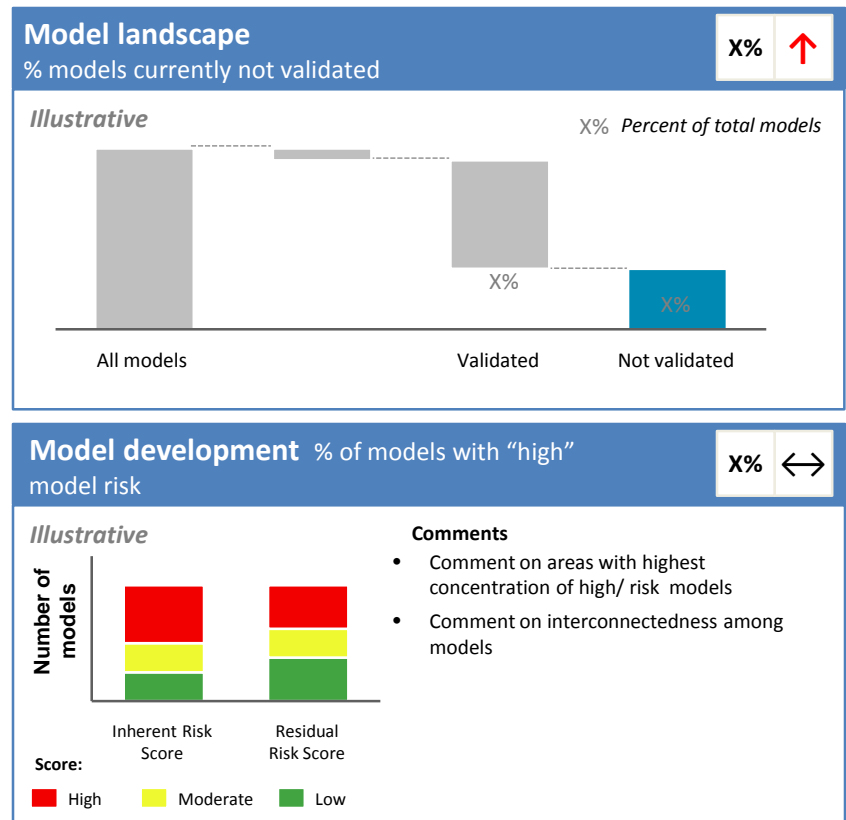 Model landscape
% models currently not validated
X% ↑
Illustrative
X% Percent of total models
X%
X%
All models
Validated
Not validated
Model development % of models with “high”
model risk
X% ↔
Illustrative
Number of
models
Inherent Risk
Score
Residual
Risk Score
Score:
High
Moderate
Low
Comments
• Comment on areas with highest
concentration of high/ risk models
• Comment on interconnectedness among
models